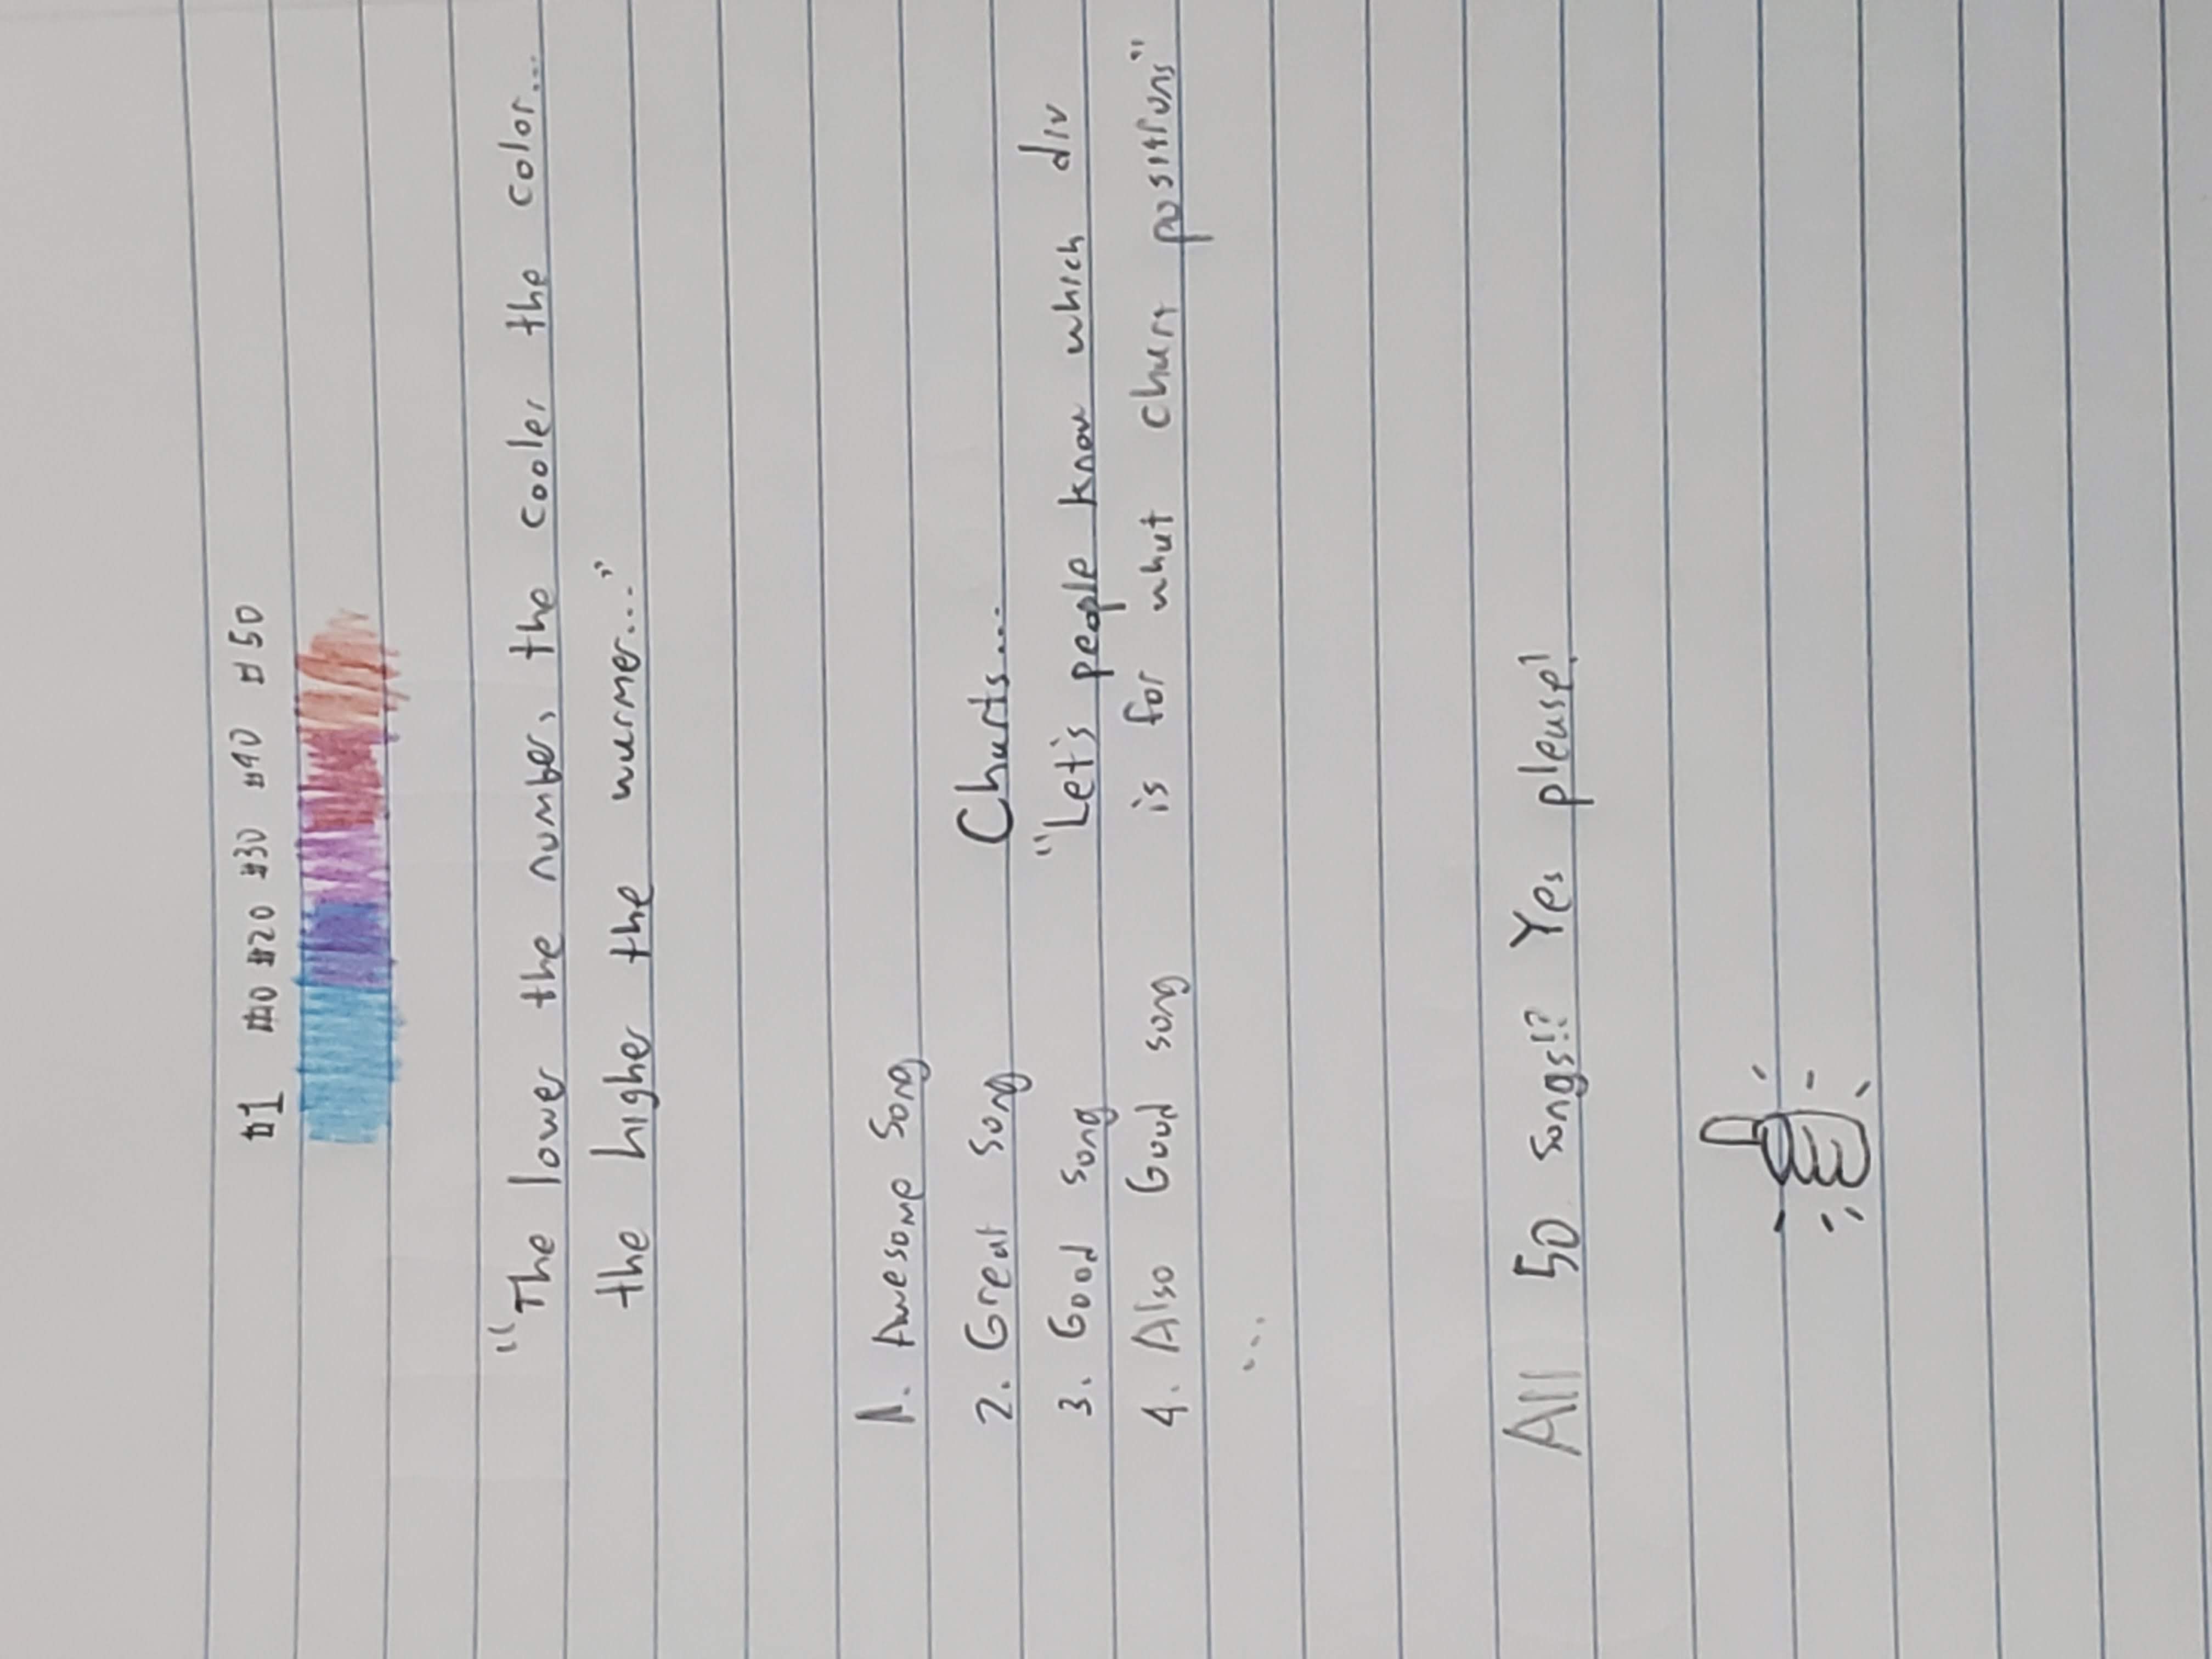 #1 #10 #20 #30 #40 #50
"The lower the number, the cooler the color...
the higher the warmer..."
1. Awesome Song
2. Great song
Charts...
3. Good song
"Let's people know which div
4. Also Good song
is for what chart positions"
...
All 50 songs!? Yes please!